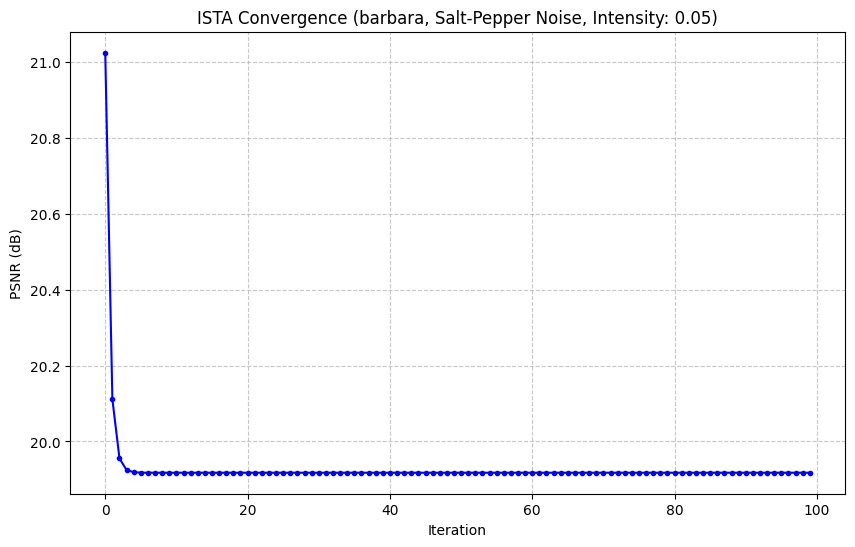 ISTA Convergence (barbara, Salt-Pepper Noise, Intensity: 0.05)
21.0
20.8
20.6
20.4
20.2
20.0
PSNR (dB)
0 20 40 60 80 100
Iteration